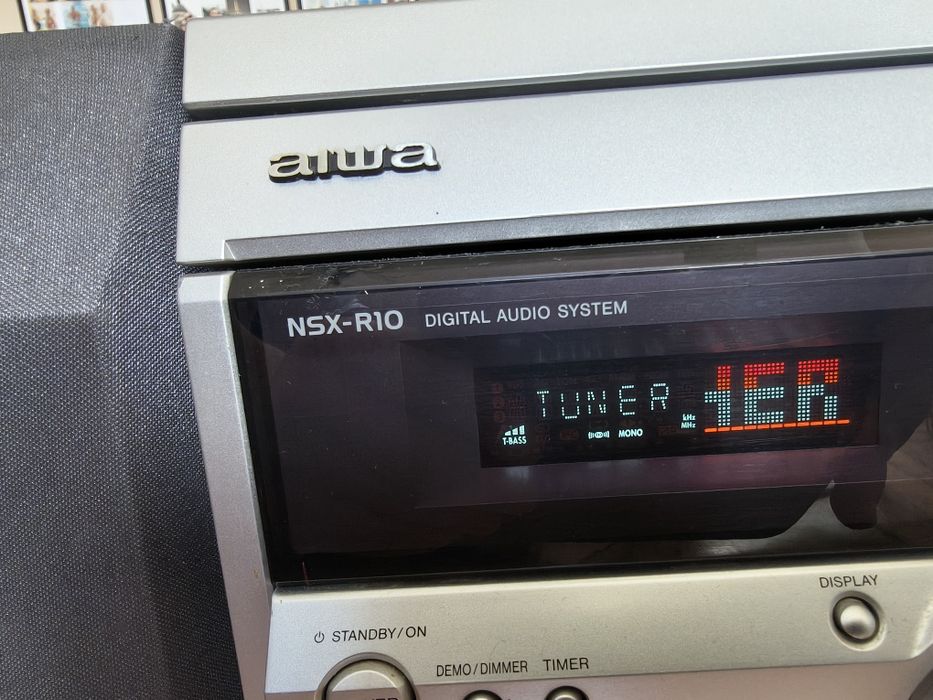 aiwa
NSX-R10 DIGITAL AUDIO SYSTEM
TUNER
kHz
MHz
T-BASS
MONO
DISPLAY
STANDBY/ON
DEMO/DIMMER TIMER